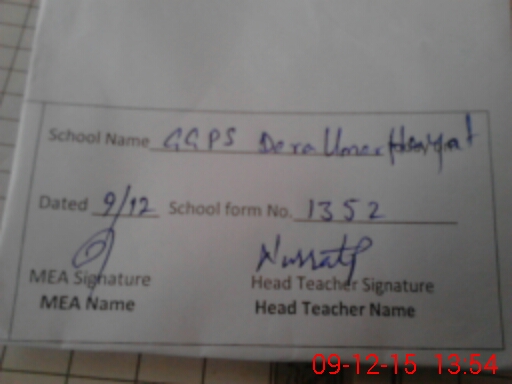 School Name GGPS Dera Umer Hayat
Dated 9/12 School form No. 1352
Nusrat
MEA Signature Head Teacher Signature
MEA Name Head Teacher Name
09-12-15 13:54